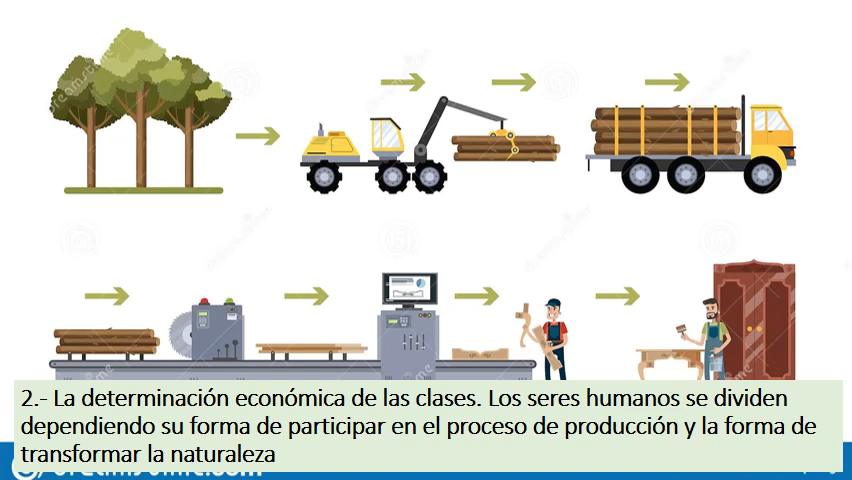 2.- La determinación económica de las clases. Los seres humanos se dividen
dependiendo su forma de participar en el proceso de producción y la forma de
transformar la naturaleza